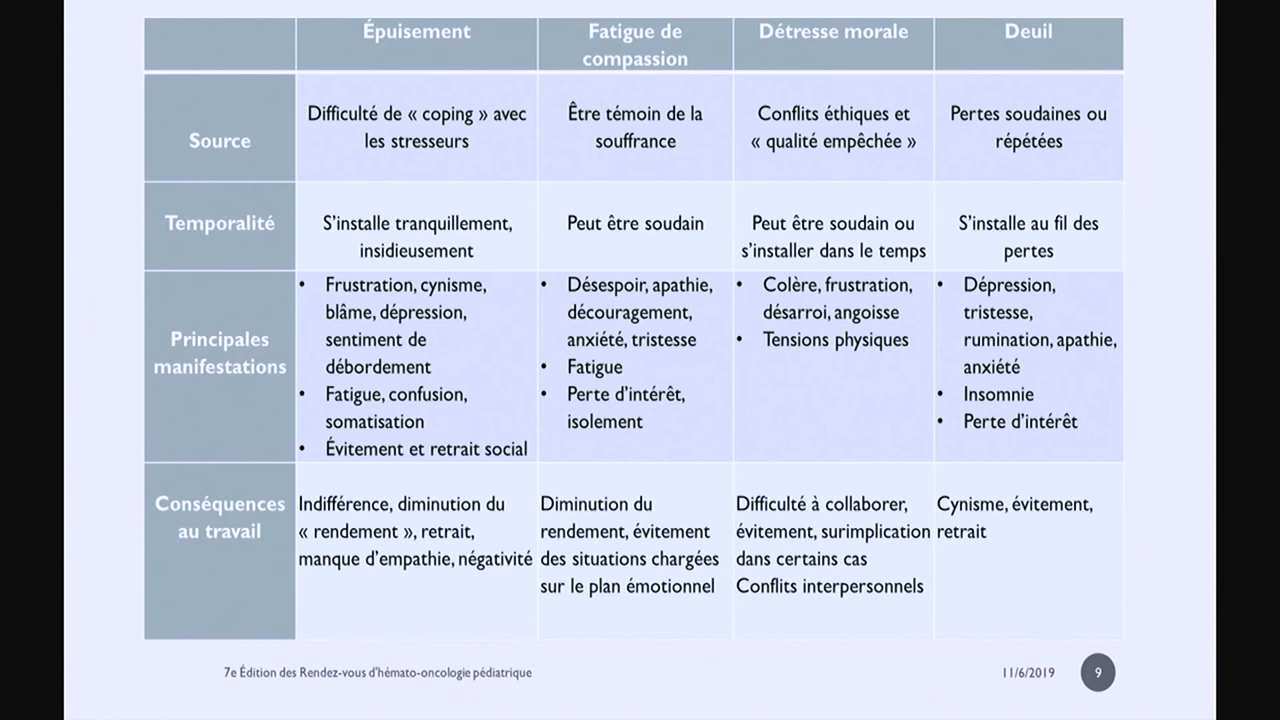 Épuisement
Fatigue de
compassion
Détresse morale
Deuil
Source
Difficulté de « coping » avec
les stresseurs
Être témoin de la
souffrance
Conflits éthiques et
« qualité empêchée »
Pertes soudaines ou
répétées
Temporalité
S'installe tranquillement,
insidieusement
Peut être soudain
Peut être soudain ou
s'installer dans le temps
S'installe au fil des
pertes
Principales
manifestations
• Frustration, cynisme,
blâme, dépression,
sentiment de
débordement
• Fatigue, confusion,
somatisation
• Évitement et retrait social
• Désespoir, apathie,
découragement,
anxiété, tristesse
• Fatigue
• Perte d'intérêt,
isolement
• Colère, frustration,
désarroi, angoisse
• Tensions physiques
• Dépression,
tristesse,
rumination, apathie,
anxiété
• Insomnie
• Perte d'intérêt
Conséquences
au travail
Indifférence, diminution du
« rendement », retrait,
manque d'empathie, négativité
Diminution du
rendement, évitement
des situations chargées
sur le plan émotionnel
Difficulté à collaborer,
évitement, surimplication
dans certains cas
Conflits interpersonnels
Cynisme, évitement,
retrait
7e Édition des Rendez-vous d'hémato-oncologie pédiatrique
11/6/2019
9